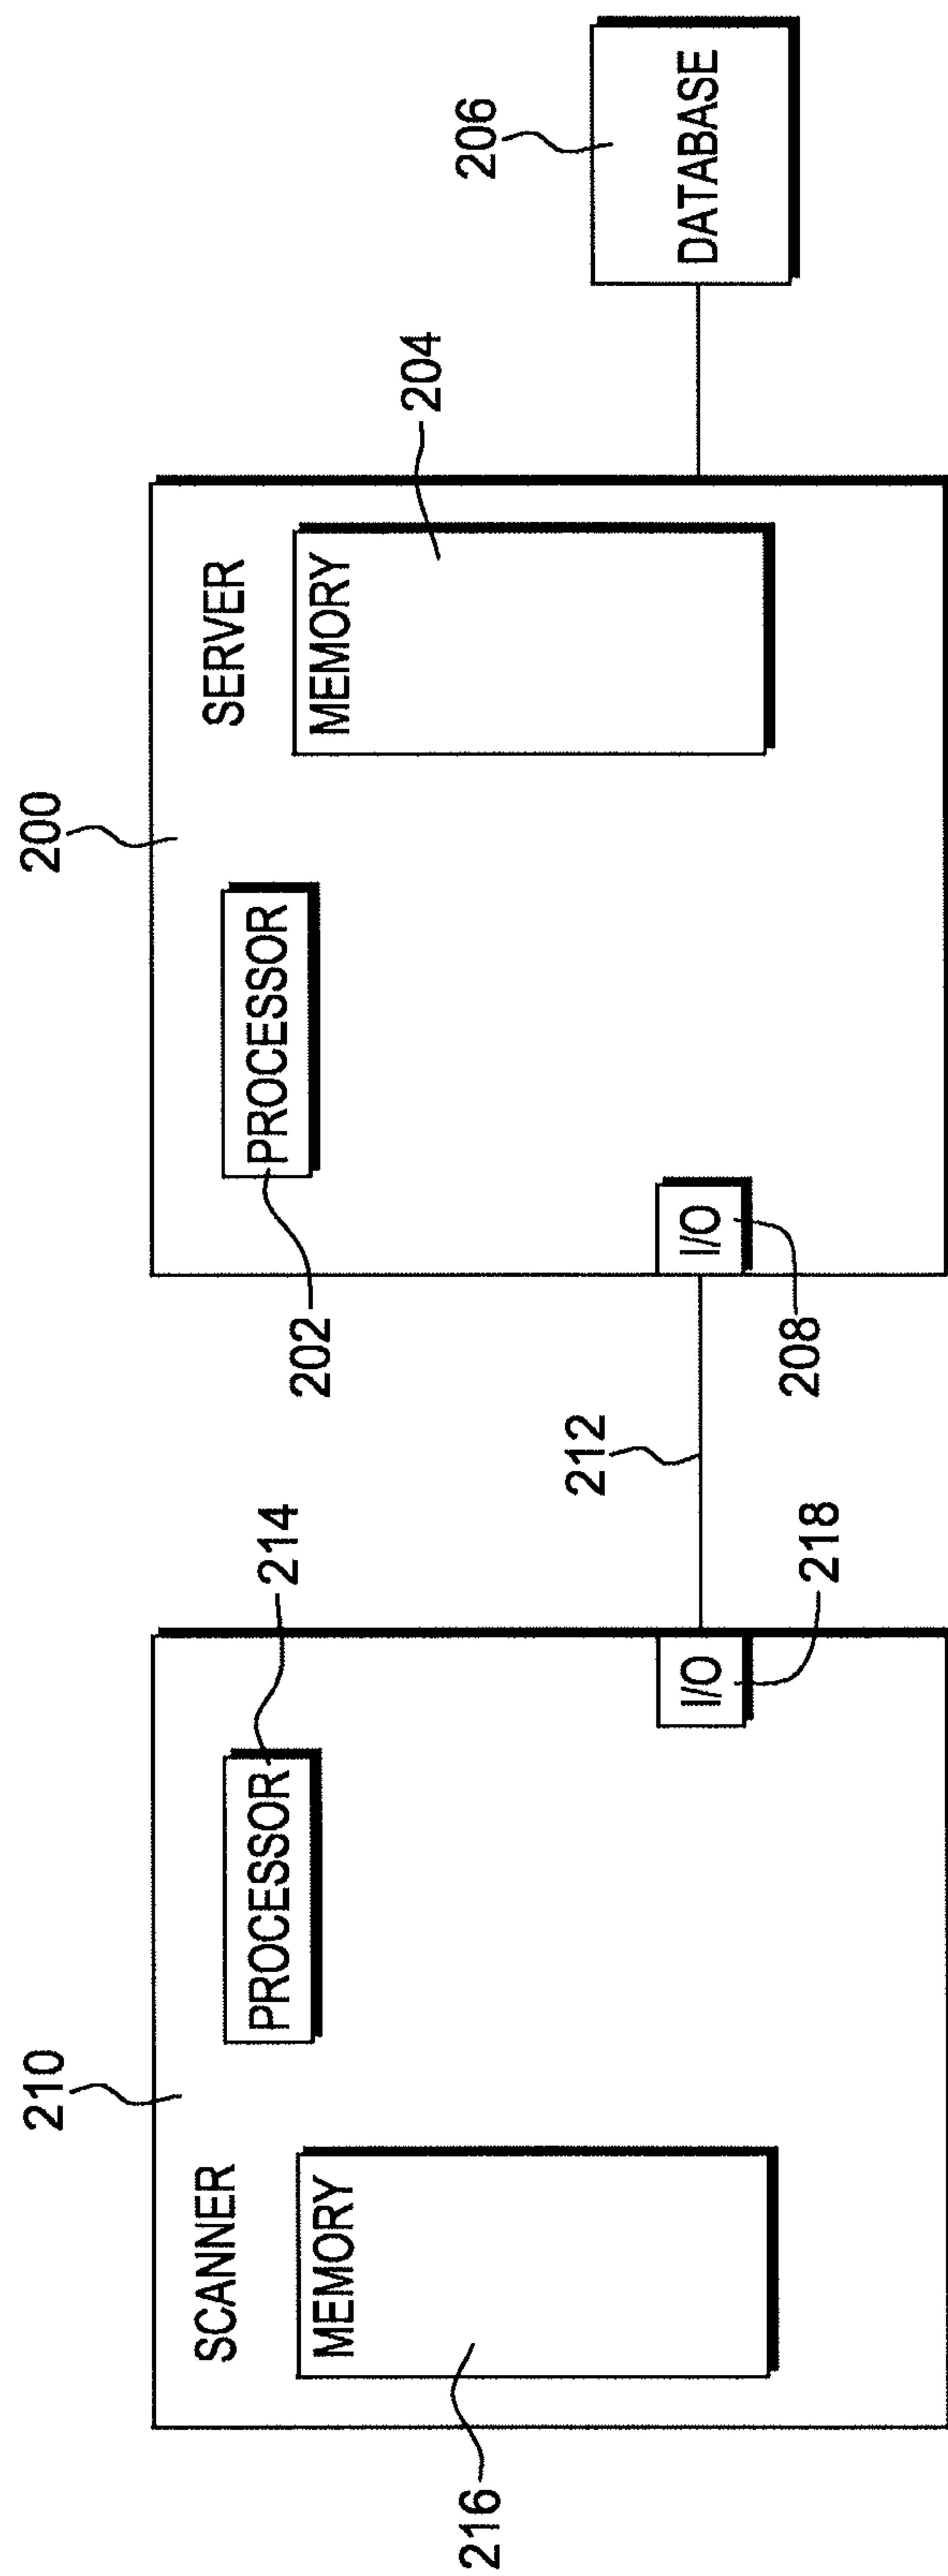 210
SCANNER
MEMORY
216
PROCESSOR
214
I/O
218
212
200
SERVER
PROCESSOR
202
MEMORY
204
I/O
208
206
DATABASE